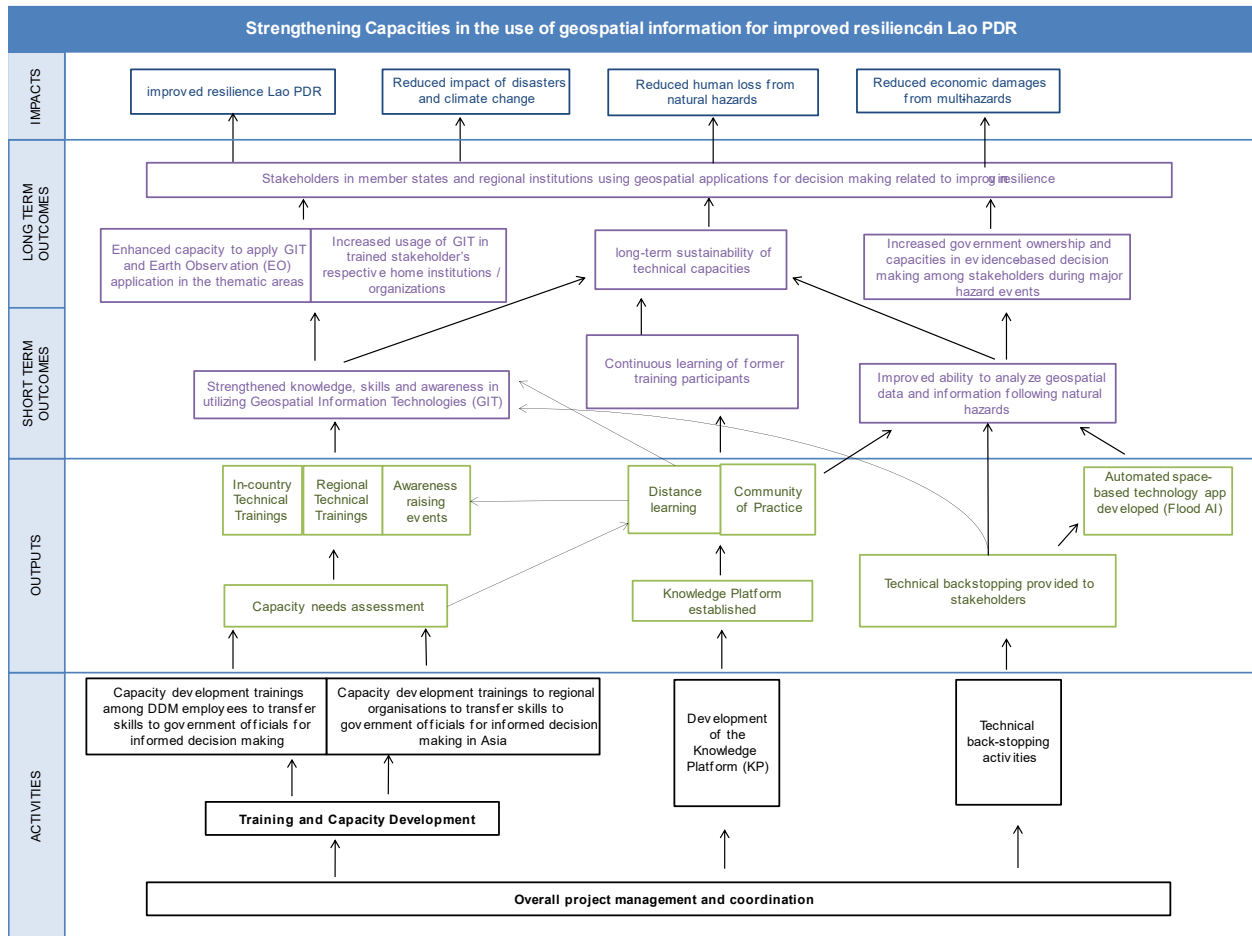 Strengthening Capacities in the use of geospatial information for improved resilience in Lao PDR
IMPACTS
improved resilience Lao PDR
Reduced impact of disasters
and climate change
Reduced human loss from
natural hazards
Reduced economic damages
from multi-hazards
LONG TERM
OUTCOMES
Stakeholders in member states and regional institutions using geospatial applications for decision making related to improving resilience
Enhanced capacity to apply GIT
and Earth Observation (EO)
application in the thematic areas
Increased usage of GIT in
trained stakeholder's
respective home institutions /
organizations
long-term sustainability of
technical capacities
Increased government ownership and
capacities in evidence-based decision
making among stakeholders during major
hazard events
SHORT TERM
OUTCOMES
Strengthened knowledge, skills and awareness in
utilizing Geospatial Information Technologies (GIT)
Continuous learning of former
training participants
Improved ability to analyze geospatial
data and information following natural
hazards
OUTPUTS
In-country
Technical
Trainings
Regional
Technical
Trainings
Awareness
raising
events
Distance
learning
Community
of Practice
Automated space-
based technology app
developed (Flood AI)
Capacity needs assessment
Knowledge Platform
established
Technical backstopping provided to
stakeholders
ACTIVITIES
Capacity development trainings
among DDM employees to transfer
skills to government officials for
informed decision making
Capacity development trainings to regional
organisations to transfer skills to
government officials for informed decision
making in Asia
Development
of the
Knowledge
Platform (KP)
Technical
back-stopping
activities
Training and Capacity Development
Overall project management and coordination